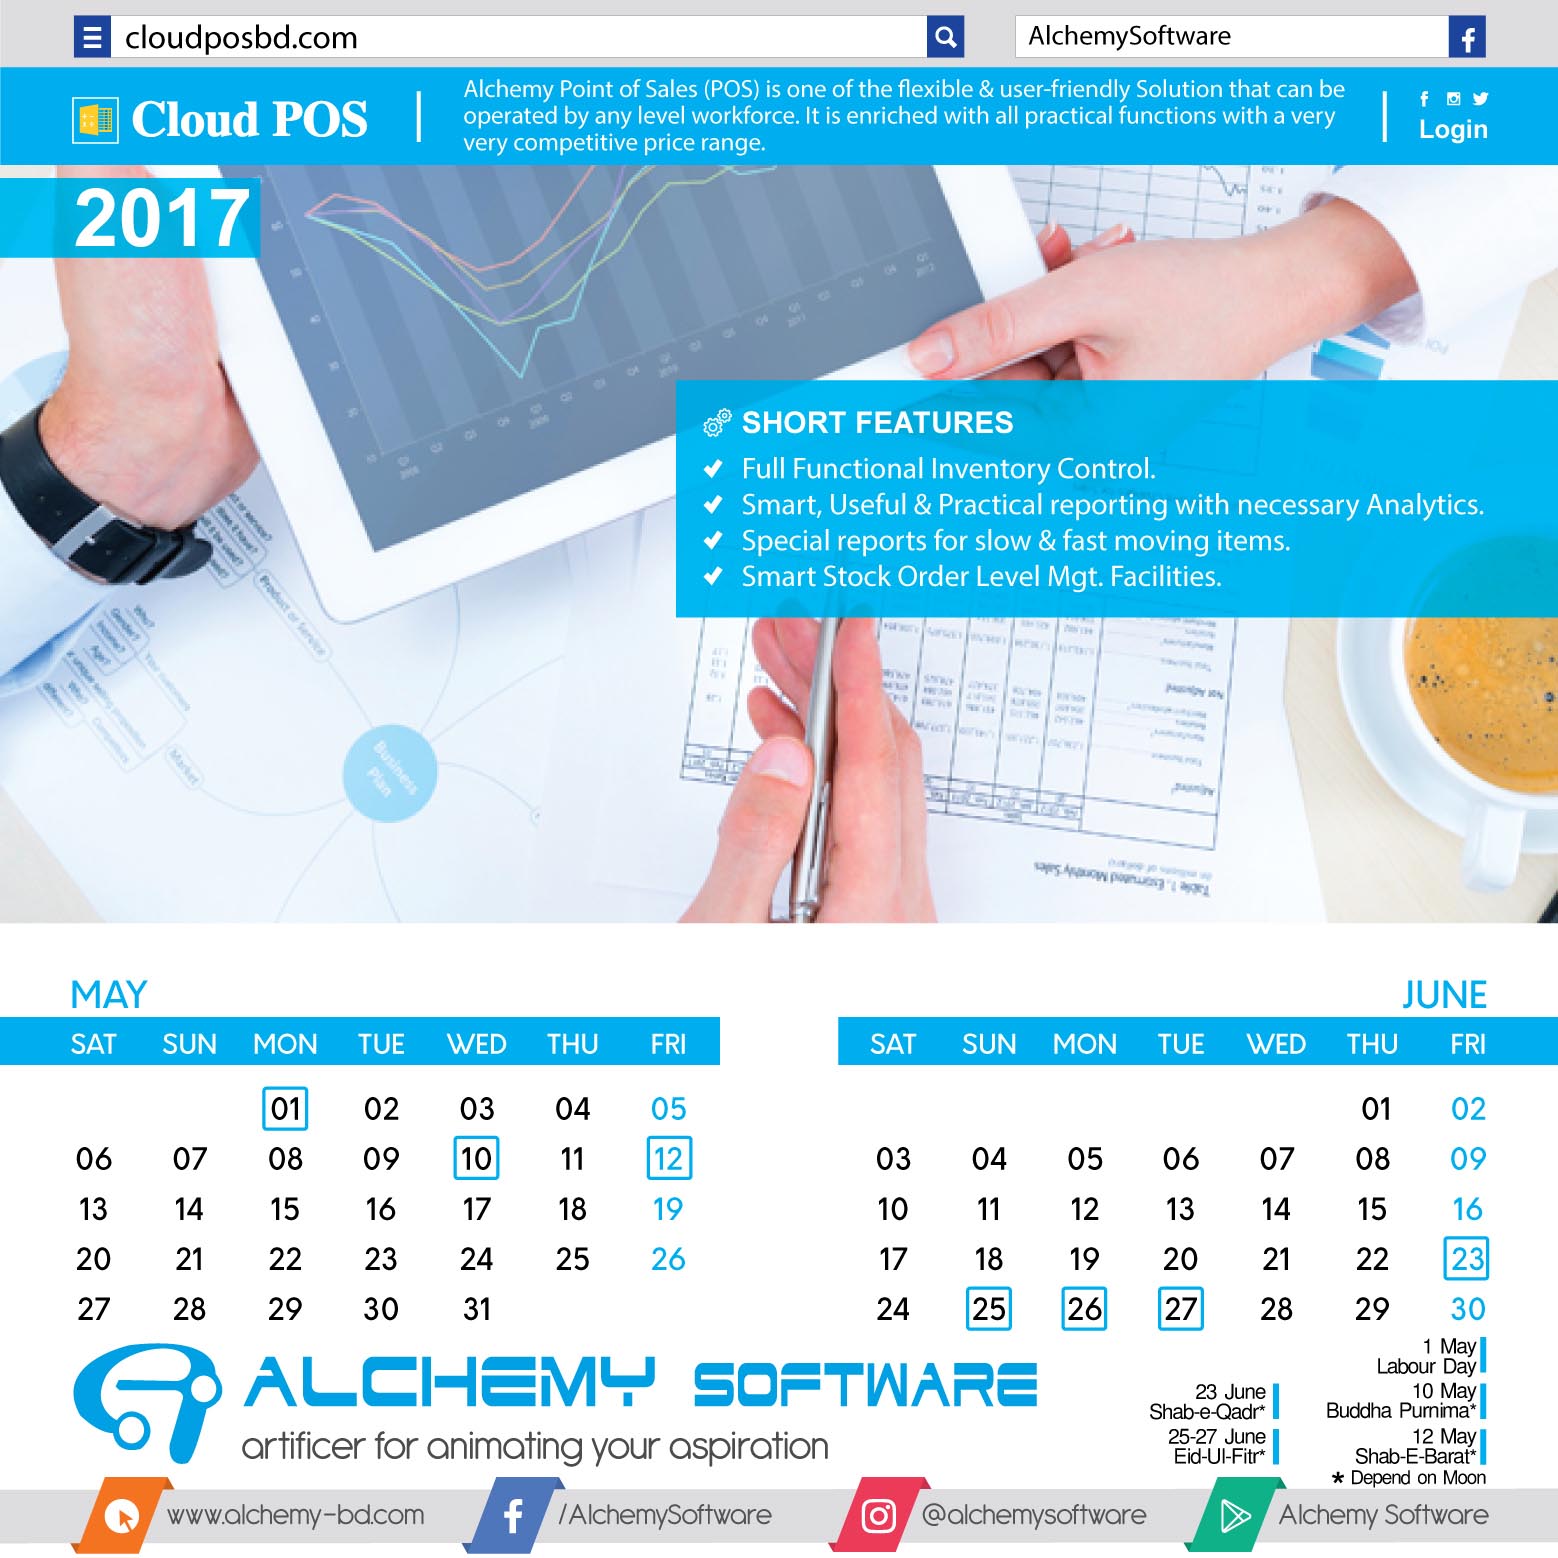 cloudposbd.com
AlchemySoftware
Cloud POS
Alchemy Point of Sales (POS) is one of the flexible & user-friendly Solution that can be
operated by any level workforce. It is enriched with all practical functions with a very
very competitive price range.
Login
2017
SHORT FEATURES
Full Functional Inventory Control.
Smart, Useful & Practical reporting with necessary Analytics.
Special reports for slow & fast moving items.
Smart Stock Order Level Mgt. Facilities.
Product or Service
Market
Business
Plan
Table 1. Estimated Monthly Sales
MAY
SAT SUN MON TUE WED THU FRI
01 02 03 04 05
06 07 08 09 10 11 12
13 14 15 16 17 18 19
20 21 22 23 24 25 26
27 28 29 30 31
JUNE
SAT SUN MON TUE WED THU FRI
01 02
03 04 05 06 07 08 09
10 11 12 13 14 15 16
17 18 19 20 21 22 23
24 25 26 27 28 29 30
ALCHEMY SOFTWARE
artificer for animating your aspiration
1 May
Labour Day
10 May
Buddha Purnima*
12 May
Shab-E-Barat*
23 June
Shab-e-Qadr*
25-27 June
Eid-Ul-Fitr*
* Depend on Moon
www.alchemy-bd.com
/AlchemySoftware
@alchemysoftware
Alchemy Software